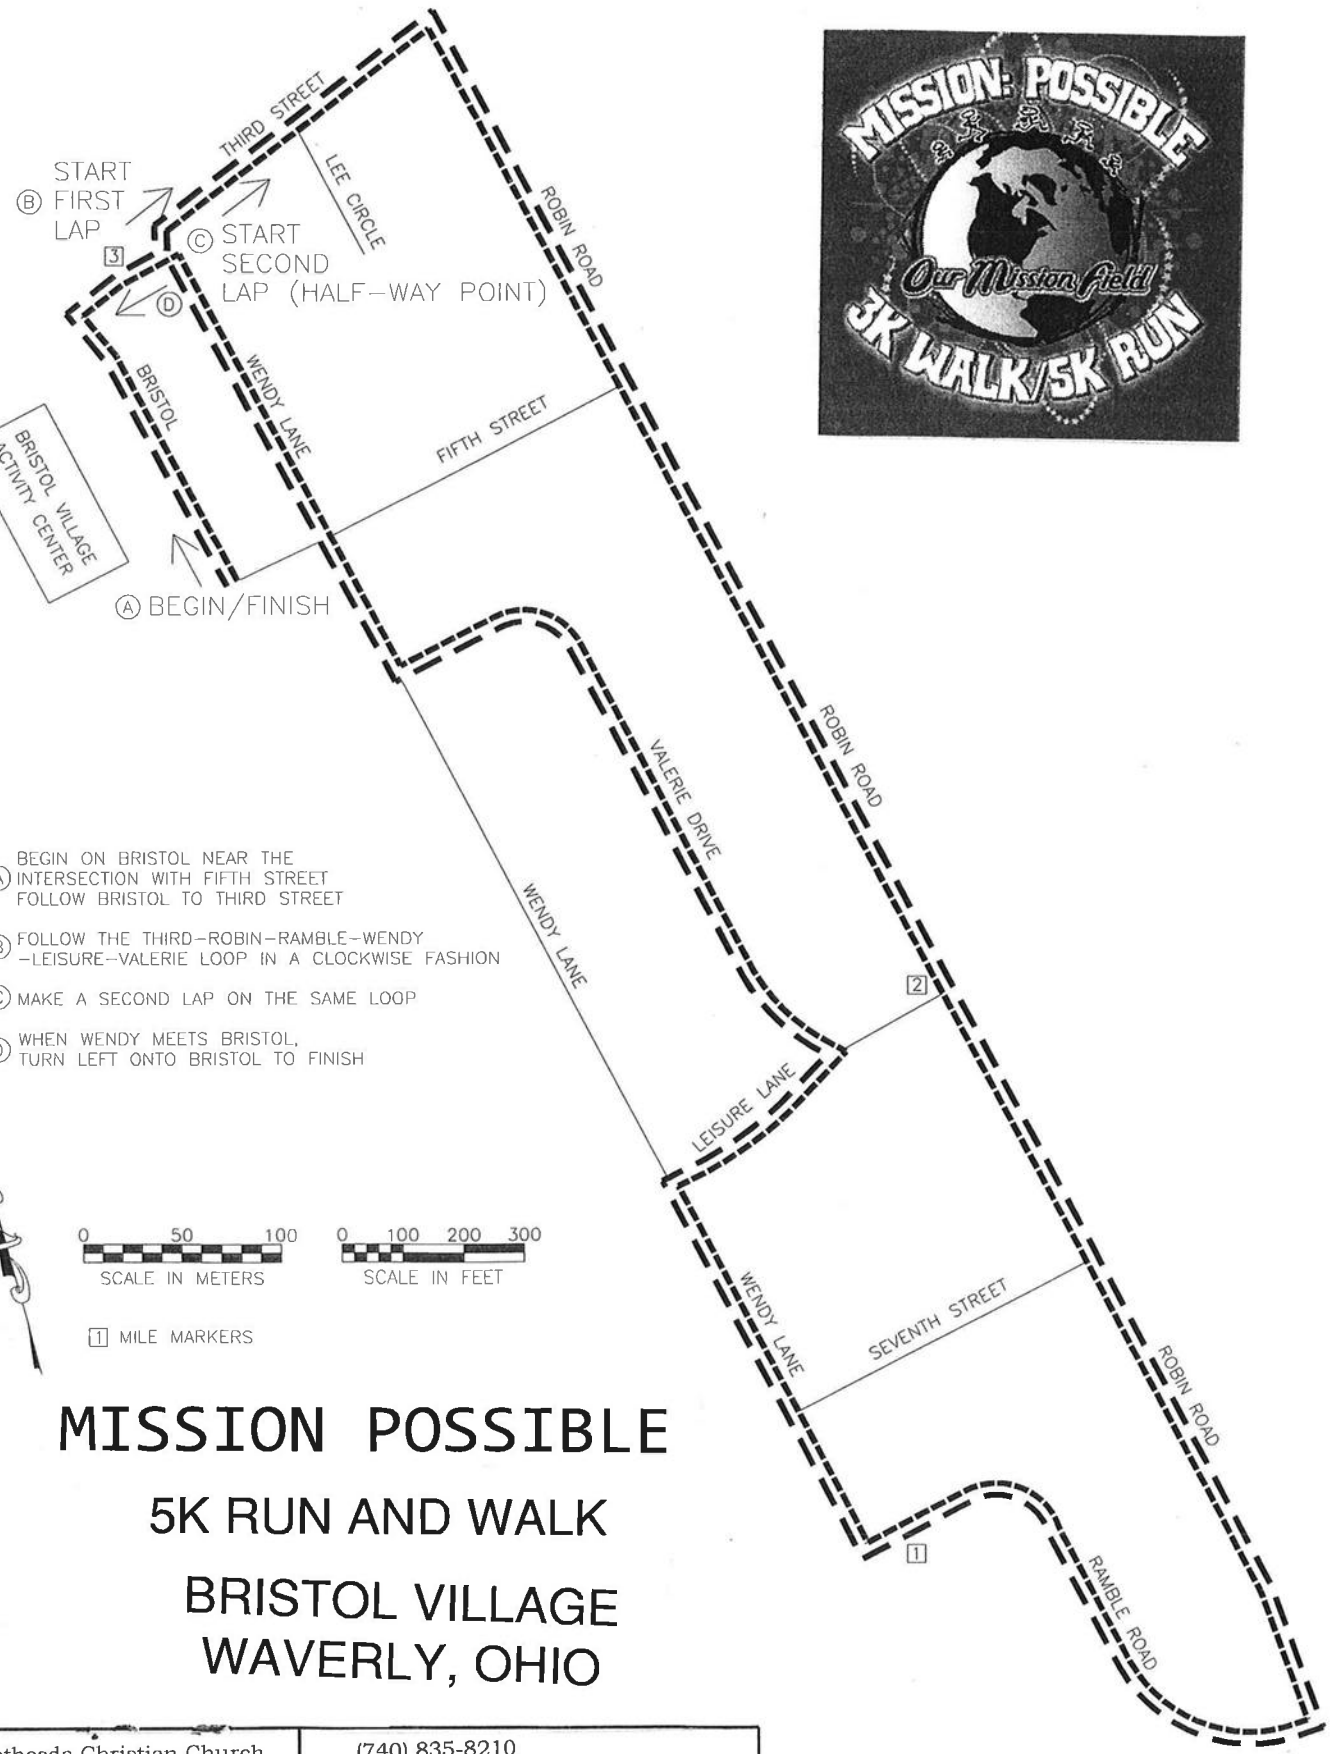 MISSION: POSSIBLE
Our Mission Field
3K WALK/5K RUN
THIRD STREET
LEE CIRCLE
ROBIN ROAD
START
B FIRST
LAP
3
C START
SECOND
LAP (HALF-WAY POINT)
D
BRISTOL
WENDY LANE
FIFTH STREET
BRISTOL VILLAGE
ACTIVITY CENTER
A BEGIN/FINISH
ROBIN ROAD
VALERIE DRIVE
WENDY LANE
2
LEISURE LANE
BEGIN ON BRISTOL NEAR THE
A INTERSECTION WITH FIFTH STREET
FOLLOW BRISTOL TO THIRD STREET
B FOLLOW THE THIRD-ROBIN-RAMBLE-WENDY
-LEISURE-VALERIE LOOP IN A CLOCKWISE FASHION
C MAKE A SECOND LAP ON THE SAME LOOP
D WHEN WENDY MEETS BRISTOL,
TURN LEFT ONTO BRISTOL TO FINISH
0 50 100
SCALE IN METERS
0 100 200 300
SCALE IN FEET
1 MILE MARKERS
WENDY LANE
SEVENTH STREET
ROBIN ROAD
1
RAMBLE ROAD
MISSION POSSIBLE
5K RUN AND WALK
BRISTOL VILLAGE
WAVERLY, OHIO
Christian Church
(740) 835-8210